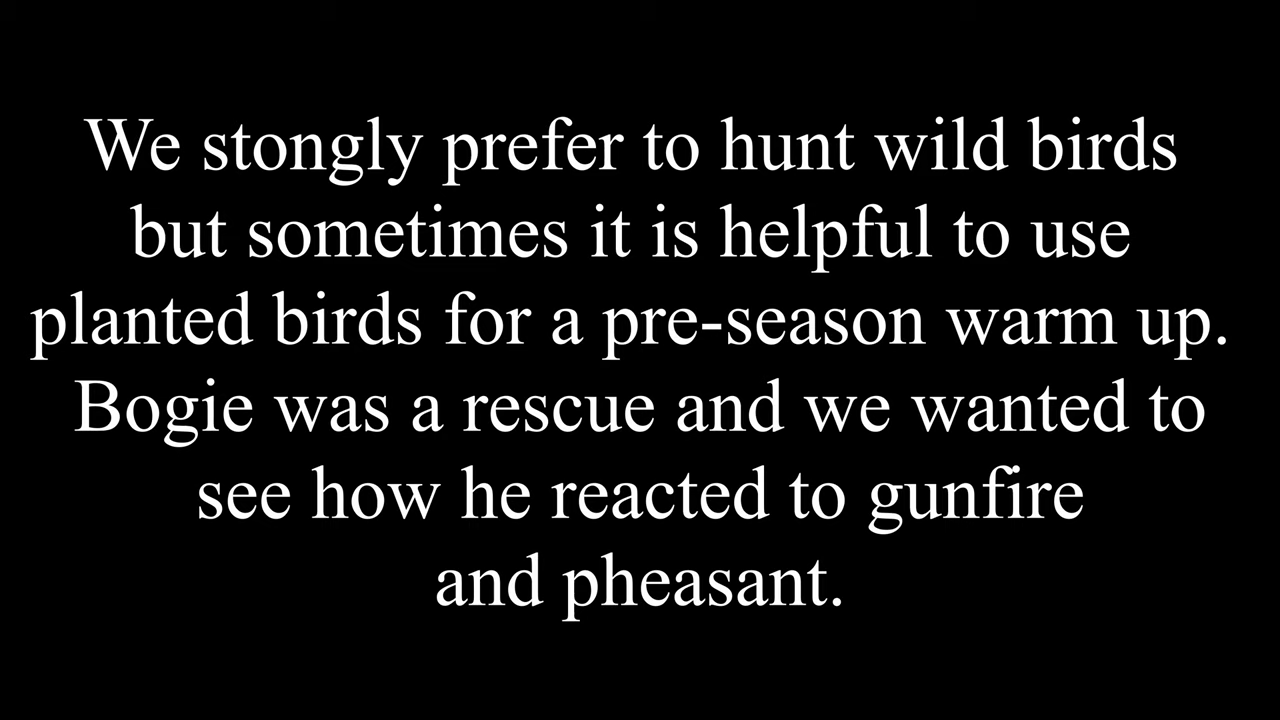 We stongly prefer to hunt wild birds
but sometimes it is helpful to use
planted birds for a pre-season warm up.
Bogie was a rescue and we wanted to
see how he reacted to gunfire
and pheasant.